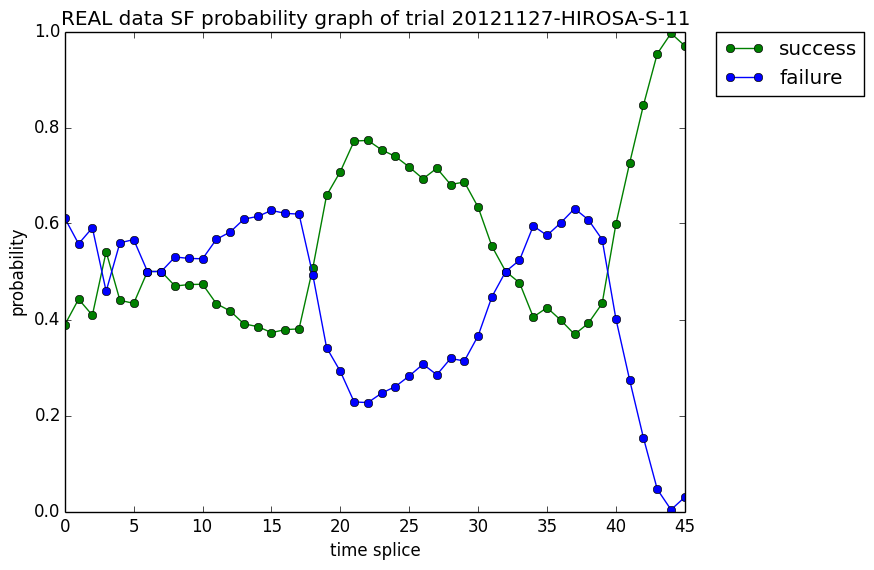 REAL data SF probability graph of trial 20121127-HIROSA-S-11
success
failure
probability
1.0
0.8
0.6
0.4
0.2
0.0
0 5 10 15 20 25 30 35 40 45
time splice